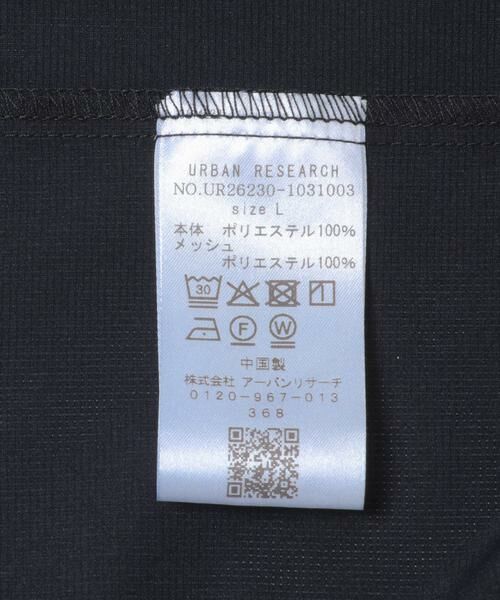 URBAN RESEARCH
NO.UR26230-1031003
size L
本体 ポリエステル100%
メッシュ
ポリエステル100%
30
F W
中国製
株式会社 アーバンリサーチ
0120-967-013
368